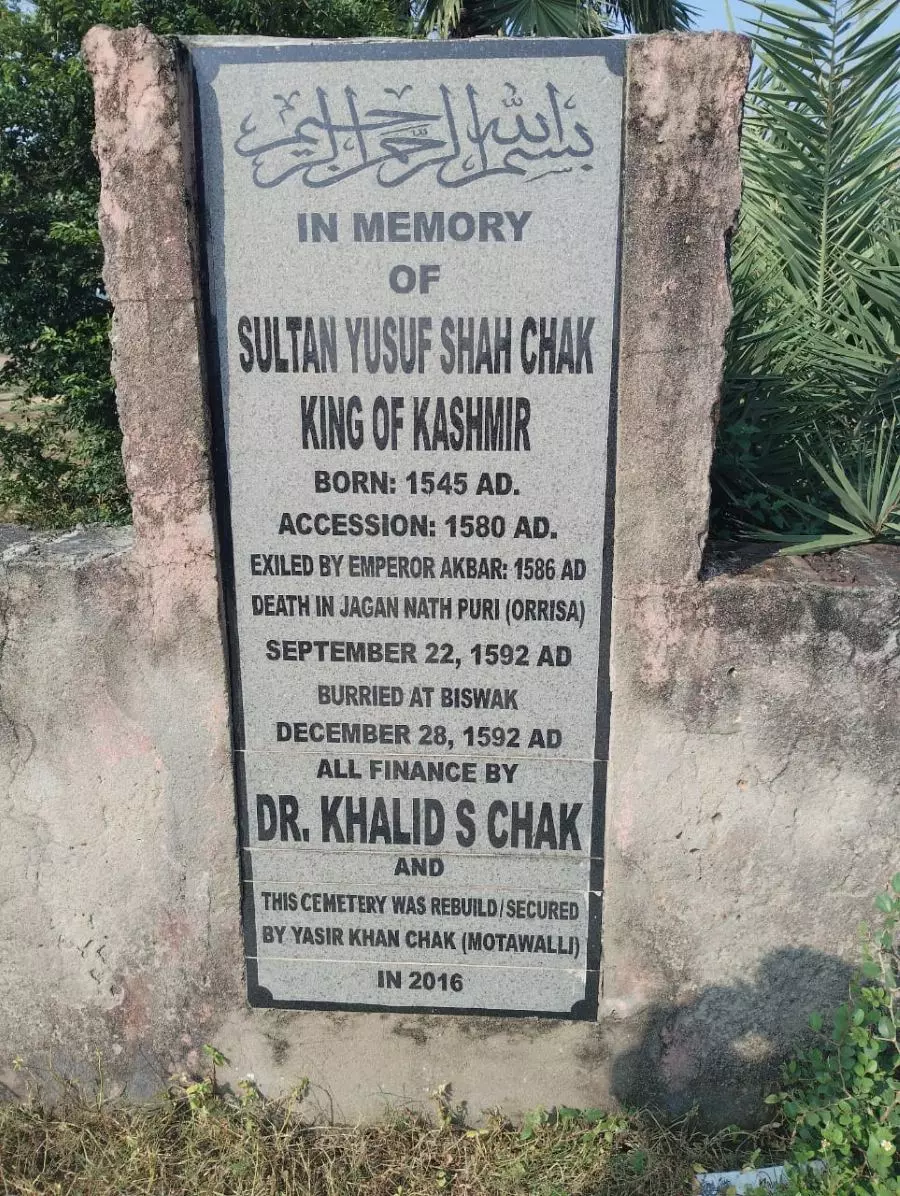 بسم الله الرحمن الرحيم
IN MEMORY
OF
SULTAN YUSUF SHAH CHAK
KING OF KASHMIR
BORN: 1545 AD.
ACCESSION: 1580 AD.
EXILED BY EMPEROR AKBAR: 1586 AD
DEATH IN JAGAN NATH PURI (ORRISA)
SEPTEMBER 22, 1592 AD
BURRIED AT BISWAK
DECEMBER 28, 1592 AD
ALL FINANCE BY
DR. KHALID S CHAK
AND
THIS CEMETERY WAS REBUILD/SECURED
BY YASIR KHAN CHAK (MOTAWALLI)
IN 2016